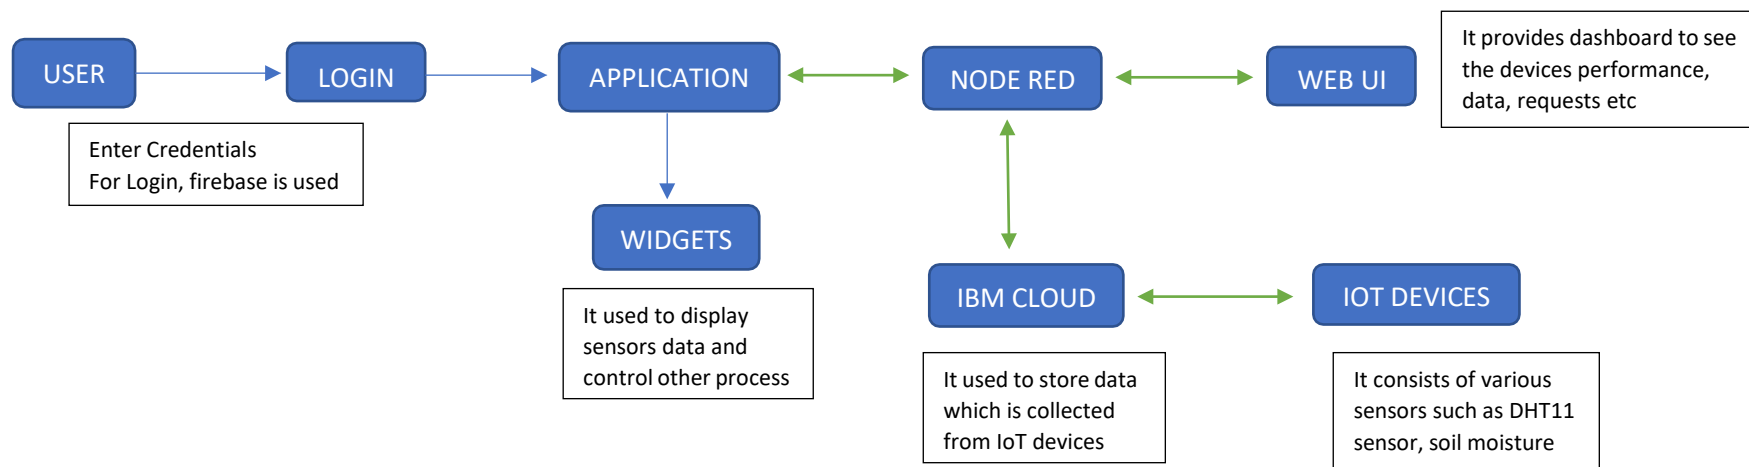 USER
LOGIN
APPLICATION
NODE RED
WEB UI
It provides dashboard to see
the devices performance,
data, requests etc
Enter Credentials
For Login, firebase is used
WIDGETS
It used to display
sensors data and
control other process
IBM CLOUD
IOT DEVICES
It used to store data
which is collected
from IoT devices
It consists of various
sensors such as DHT11
sensor, soil moisture